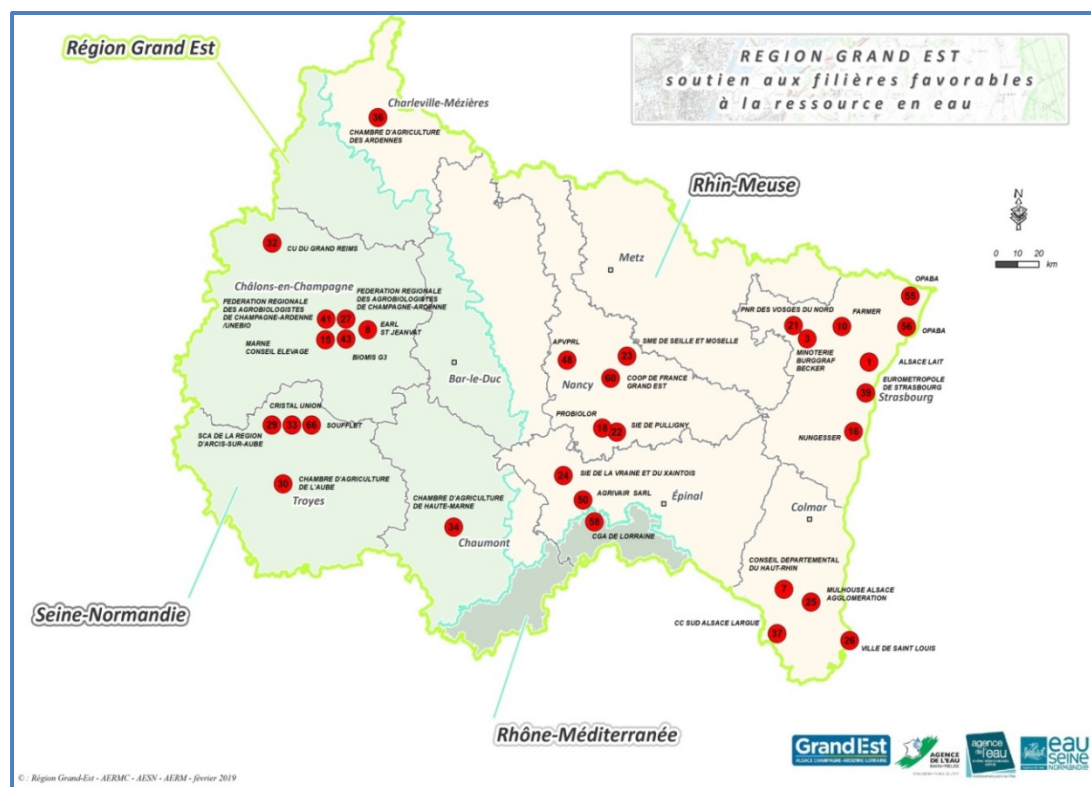 Région Grand Est
REGION GRAND EST
soutien aux filières favorables
à la ressource en eau
Charleville-Mézières
36
CHAMBRE D'AGRICULTURE
DES ARDENNES
Rhin-Meuse
N
0 10 20
km
32
CU DU GRAND REIMS
Metz
Châlons-en-Champagne
FEDERATION REGIONALE
DES AGROBIOLOGISTES
DE CHAMPAGNE-ARDENNE
/UNEBIO
FEDERATION REGIONALE
DES AGROBIOLOGISTES
DE CHAMPAGNE-ARDENNE
41
27
8
EARL
ST JEANVAT
15
43
MARNE
CONSEIL ELEVAGE
BIOMIS G3
Bar-le-Duc
55
OPABA
PNR DES VOSGES DU NORD
FARMER
21
10
56
OPABA
3
MINOTERIE
BURGGRAF
BECKER
SME DE SEILLE ET MOSELLE
APVPRL
23
48
1
ALSACE LAIT
Nancy
60
COOP DE FRANCE
GRAND EST
39
EUROMETROPOLE
DE STRASBOURG
Strasbourg
CRISTAL UNION
29
33
66
SOUFFLET
SCA DE LA REGION
D'ARCIS-SUR-AUBE
PROBIOLOR
18
22
SIE DE PULLIGNY
16
NUNGESSER
24
SIE DE LA VRAINE ET DU XAINTOIS
30
CHAMBRE D'AGRICULTURE
DE L'AUBE
Troyes
50
AGRIVAIR SARL
Épinal
CHAMBRE D'AGRICULTURE
DE HAUTE-MARNE
34
Chaumont
58
CGA DE LORRAINE
Colmar
CONSEIL DEPARTEMENTAL
DU HAUT-RHIN
7
25
MULHOUSE ALSACE
AGGLOMERATION
Seine-Normandie
CC SUD ALSACE LARGUE
37
26
VILLE DE SAINT LOUIS
Rhône-Méditerranée
GrandEst
ALSACE CHAMPAGNE-ARDENNE LORRAINE
AGENCE
DE L'EAU
RHIN-MEUSE
agence
de l'eau
eau
SEINE
NORMANDIE
© : Région Grand-Est - AERMC - AESN - AERM - février 2019